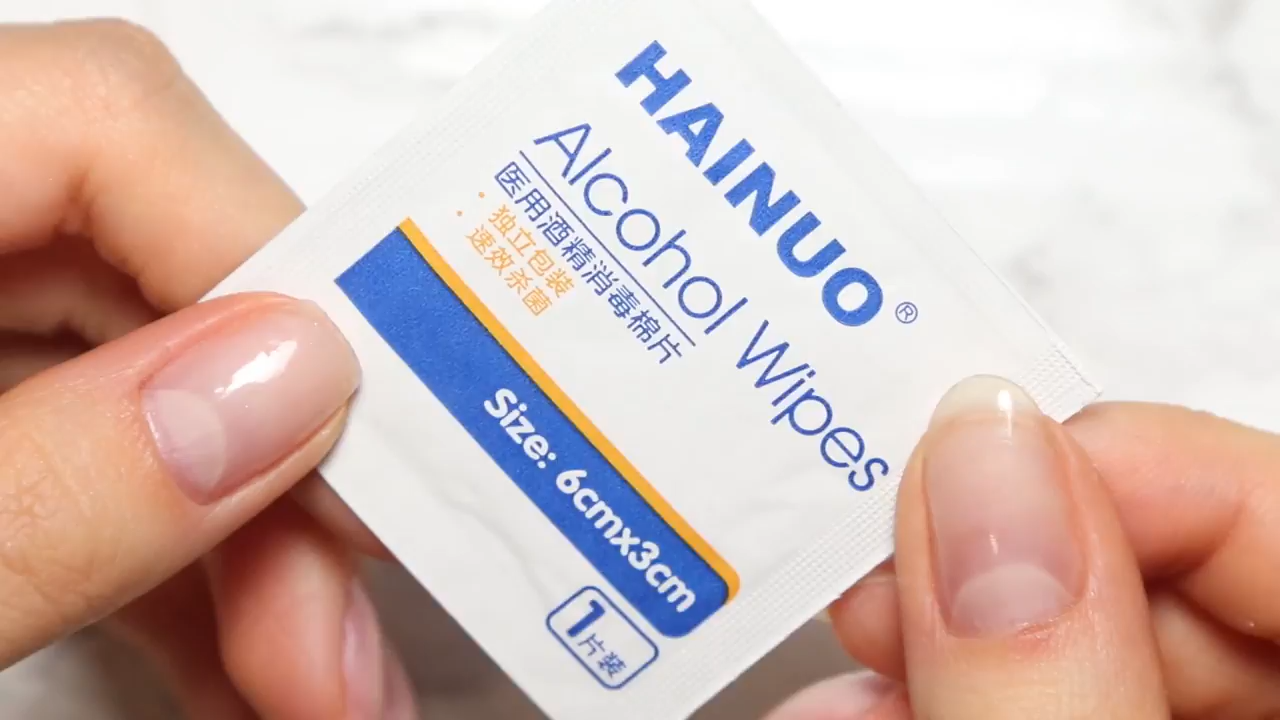 HAINUO®
Alcohol Wipes
医用酒精消毒棉片
· 独立包装
· 速效杀菌
Size: 6cmx3cm
1片装